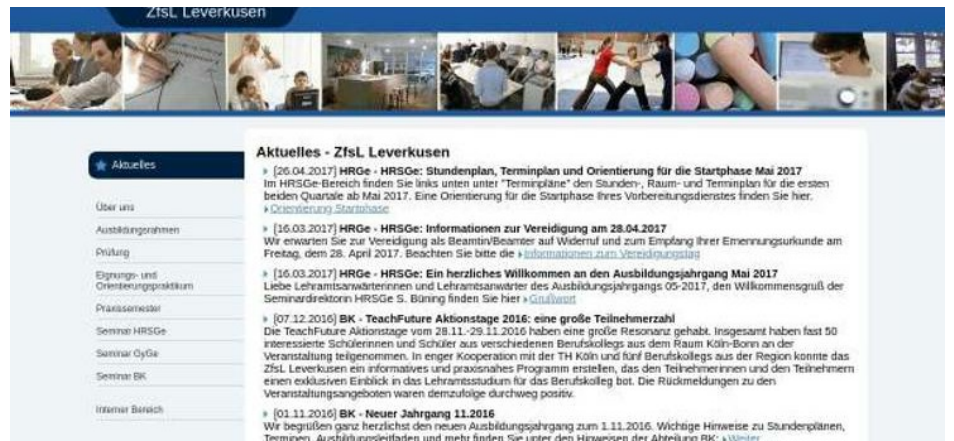 ZfsL Leverkusen
Aktuelles
Über uns
Ausbildungsrahmen
Prüfung
Eignungs- und
Orientierungspraktikum
Praxissemester
Seminar HRSGe
Seminar GyGe
Seminar BK
Interner Bereich
Aktuelles - ZfsL Leverkusen
[26.04.2017] HRGe - HRSGe: Stundenplan, Terminplan und Orientierung für die Startphase Mai 2017
Im HRSGe-Bereich finden Sie links unten unter "Terminpläne" den Stunden-, Raum- und Terminplan für die ersten
beiden Quartale ab Mai 2017. Eine Orientierung für die Startphase Ihres Vorbereitungsdienstes finden Sie hier.
Orientierung Startphase
[16.03.2017] HRGe - HRSGe: Informationen zur Vereidigung am 28.04.2017
Wir erwarten Sie zur Vereidigung als Beamtin/Beamter auf Widerruf und zum Empfang Ihrer Ernennungsurkunde am
Freitag, dem 28. April 2017. Beachten Sie bitte die Informationen zum Vereidigungstag
[16.03.2017] HRGe - HRSGe: Ein herzliches Willkommen an den Ausbildungsjahrgang Mai 2017
Liebe Lehramtsanwärterinnen und Lehramtsanwärter des Ausbildungsjahrgangs 05-2017, den Willkommensgruß der
Seminardirektorin HRSGe S. Büning finden Sie hier Grußwort
[07.12.2016] BK - TeachFuture Aktionstage 2016: eine große Teilnehmerzahl
Die TeachFuture Aktionstage vom 28.11.-29.11.2016 haben eine große Resonanz gehabt. Insgesamt haben fast 50
interessierte Schülerinnen und Schüler aus verschiedenen Berufskollegs aus dem Raum Köln-Bonn an der
Veranstaltung teilgenommen. In enger Kooperation mit der TH Köln und fünf Berufskollegs aus der Region konnte das
ZfsL Leverkusen ein informatives und praxisnahes Programm erstellen, das den Teilnehmerinnen und den Teilnehmern
einen exklusiven Einblick in das Lehramtsstudium für das Berufskolleg bot. Die Rückmeldungen zu den
Veranstaltungsangeboten waren demzufolge durchweg positiv.
[01.11.2016] BK - Neuer Jahrgang 11.2016
Wir begrüßen ganz herzlichst den neuen Ausbildungsjahrgang zum 1.11.2016. Wichtige Hinweise zu Stundenplänen,
Terminen, Ausbildungsleitfaden und mehr finden Sie unter den Hinweisen der Abteilung BK: Weiter